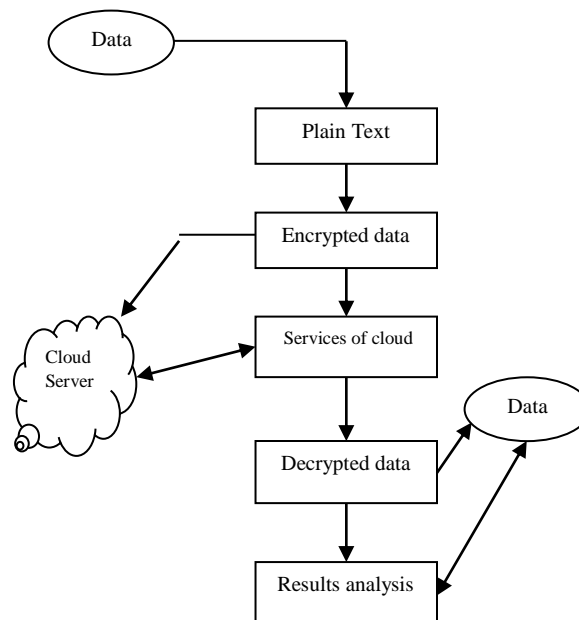 Data
Plain Text
Encrypted data
Services of cloud
Cloud
Server
Data
Decrypted data
Results analysis